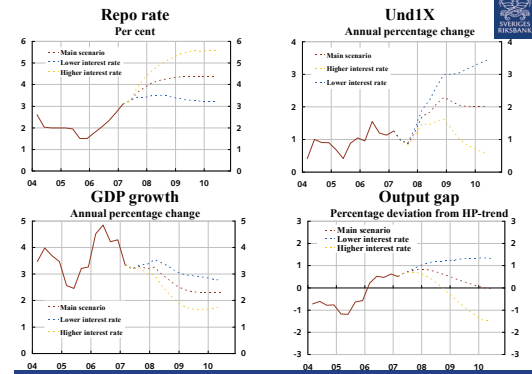 SVERIGES
RIKSBANK
Repo rate
Per cent
6 6
5 5
4 4
3 3
2 2
1 1
0 0
04 05 06 07 08 09 10
Main scenario
Lower interest rate
Higher interest rate
Und1X
Annual percentage change
4 4
3 3
2 2
1 1
0 0
04 05 06 07 08 09 10
Main scenario
Higher interest rate
Lower interest rate
GDP growth
Annual percentage change
5 5
4 4
3 3
2 2
1 1
0 0
04 05 06 07 08 09 10
Main scenario
Lower interest rate
Higher interest rate
Output gap
Percentage deviation from HP-trend
3 3
2 2
1 1
0 0
-1 -1
-2 -2
-3 -3
04 05 06 07 08 09 10
Main scenario
Lower interest rate
Higher interest rate